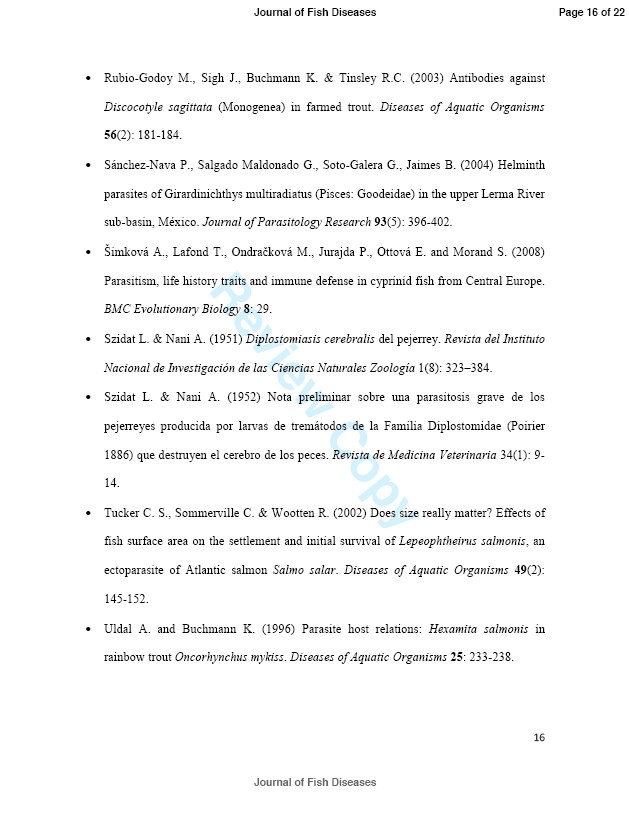 Journal of Fish Diseases
Page 16 of 22
• Rubio-Godoy M., Sigh J., Buchmann K. & Tinsley R.C. (2003) Antibodies against
Discocotyle sagittata (Monogenea) in farmed trout. Diseases of Aquatic Organisms
56(2): 181-184.
• Sánchez-Nava P., Salgado Maldonado G., Soto-Galera G., Jaimes B. (2004) Helminth
parasites of Girardinichthys multiradiatus (Pisces: Goodeidae) in the upper Lerma River
sub-basin, México. Journal of Parasitology Research 93(5): 396-402.
• Šimková A., Lafond T., Ondračková M., Jurajda P., Ottová E. and Morand S. (2008)
Parasitism, life history traits and immune defense in cyprinid fish from Central Europe.
BMC Evolutionary Biology 8: 29.
• Szidat L. & Nani A. (1951) Diplostomiasis cerebralis del pejerrey. Revista del Instituto
Nacional de Investigación de las Ciencias Naturales Zoología 1(8): 323–384.
• Szidat L. & Nani A. (1952) Nota preliminar sobre una parasitosis grave de los
pejerreyes producida por larvas de tremátodos de la Familia Diplostomidae (Poirier
1886) que destruyen el cerebro de los peces. Revista de Medicina Veterinaria 34(1): 9-
14.
• Tucker C. S., Sommerville C. & Wootten R. (2002) Does size really matter? Effects of
fish surface area on the settlement and initial survival of Lepeophtheirus salmonis, an
ectoparasite of Atlantic salmon Salmo salar. Diseases of Aquatic Organisms 49(2):
145-152.
• Uldal A. and Buchmann K. (1996) Parasite host relations: Hexamita salmonis in
rainbow trout Oncorhynchus mykiss. Diseases of Aquatic Organisms 25: 233-238.
Review Copy
16
Journal of Fish Diseases